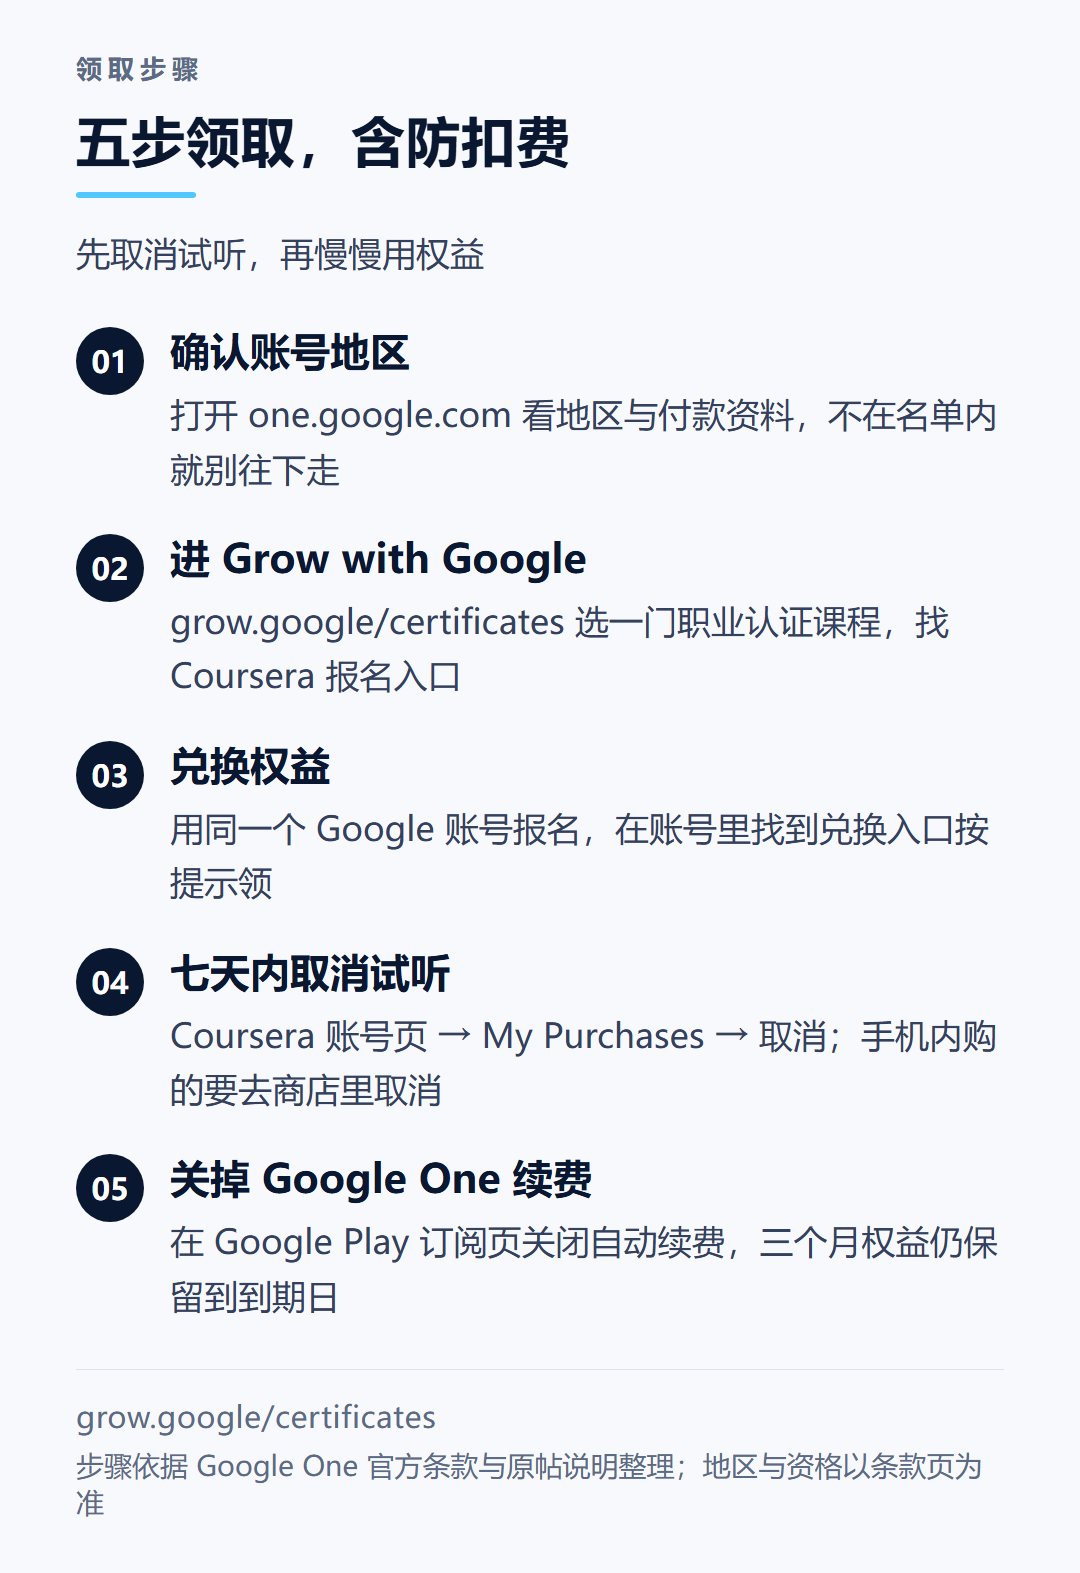 领取步骤
五步领取，含防扣费
先取消试听，再慢慢用权益
01
确认账号地区
打开 one.google.com 看地区与付款资料，不在名单内
就别往下走
02
进 Grow with Google
grow.google/certificates 选一门职业认证课程，找
Coursera 报名入口
03
兑换权益
用同一个 Google 账号报名，在账号里找到兑换入口按
提示领
04
七天内取消试听
Coursera 账号页 → My Purchases → 取消；手机内购
的要去商店里取消
05
关掉 Google One 续费
在 Google Play 订阅页关闭自动续费，三个月权益仍保
留到到期日
grow.google/certificates
步骤依据 Google One 官方条款与原帖说明整理；地区与资格以条款页为
准